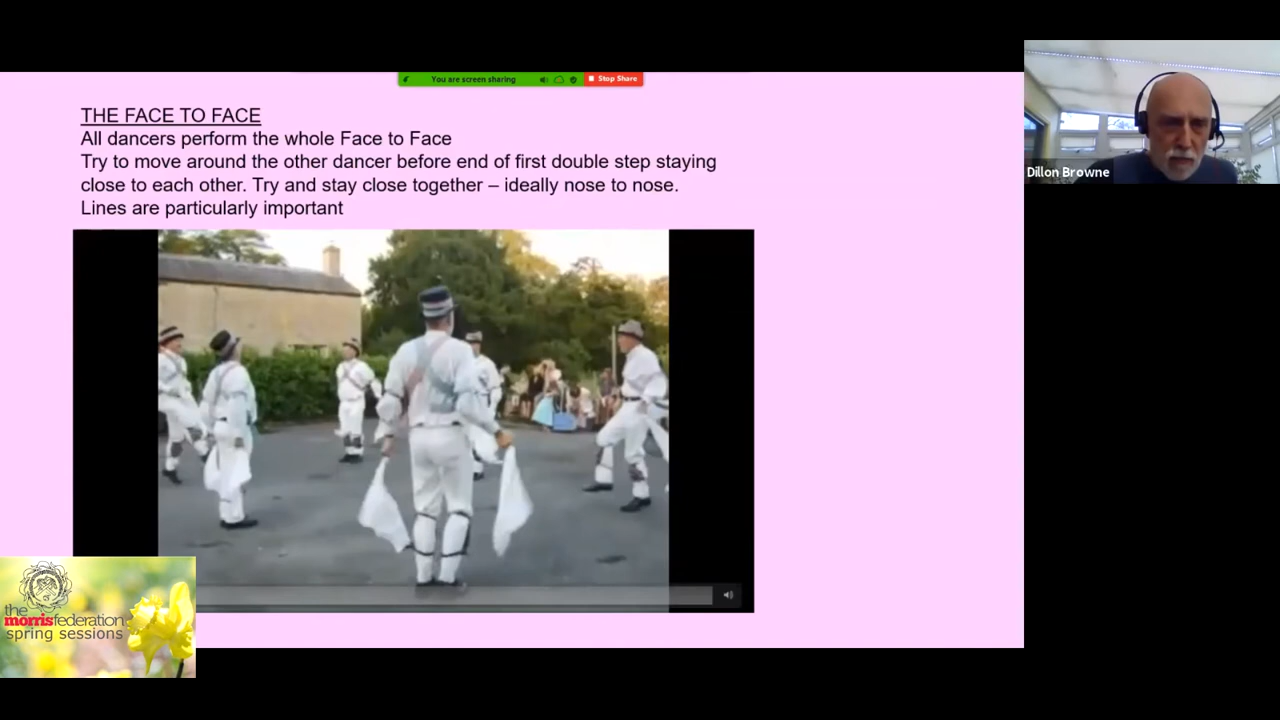 You are screen sharing
Stop Share
THE FACE TO FACE
All dancers perform the whole Face to Face
Try to move around the other dancer before end of first double step staying
close to each other. Try and stay close together – ideally nose to nose.
Lines are particularly important
Dillon Browne
the
morrisfederation
spring sessions